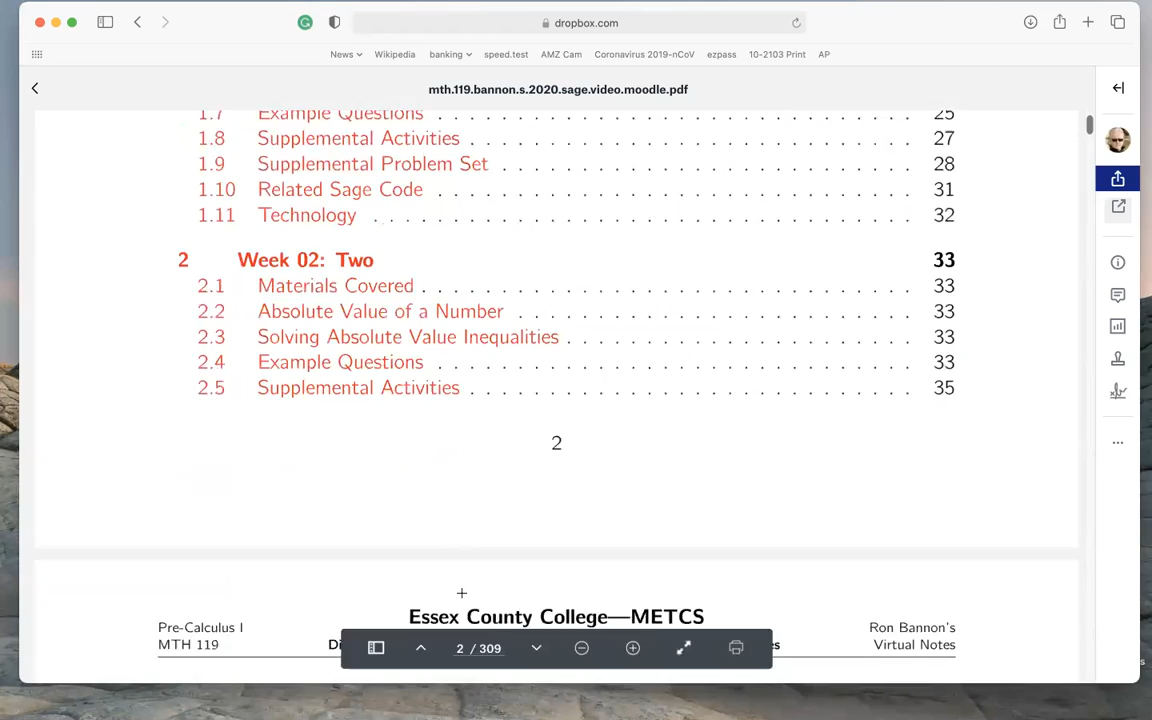 dropbox.com
News Wikipedia banking speed.test AMZ Cam Coronavirus 2019-nCoV ezpass 10-2103 Print AP
mth.119.bannon.s.2020.sage.video.moodle.pdf
1.7 Example Questions . . . . . . . . . . . . . . . . . . . . . . 25
1.8 Supplemental Activities . . . . . . . . . . . . . . . . . . . . 27
1.9 Supplemental Problem Set . . . . . . . . . . . . . . . . . . . 28
1.10 Related Sage Code . . . . . . . . . . . . . . . . . . . . . . 31
1.11 Technology . . . . . . . . . . . . . . . . . . . . . . . . . 32
2 Week 02: Two 33
2.1 Materials Covered . . . . . . . . . . . . . . . . . . . . . . . 33
2.2 Absolute Value of a Number . . . . . . . . . . . . . . . . . . 33
2.3 Solving Absolute Value Inequalities . . . . . . . . . . . . . . . . 33
2.4 Example Questions . . . . . . . . . . . . . . . . . . . . . . 33
2.5 Supplemental Activities . . . . . . . . . . . . . . . . . . . . 35
2
Essex County College—METCS
Pre-Calculus I Ron Bannon's
MTH 119 Virtual Notes
2 / 309